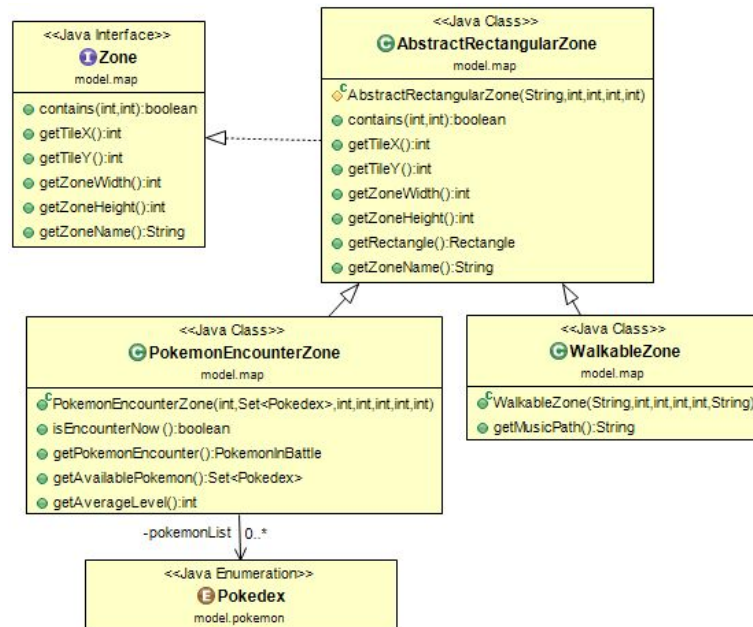 <<Java Interface>>
Zone
model.map
contains(int,int):boolean
getTileX():int
getTileY():int
getZoneWidth():int
getZoneHeight():int
getZoneName():String
<<Java Class>>
AbstractRectangularZone
model.map
AbstractRectangularZone(String,int,int,int,int)
contains(int,int):boolean
getTileX():int
getTileY():int
getZoneWidth():int
getZoneHeight():int
getRectangle():Rectangle
getZoneName():String
<<Java Class>>
PokemonEncounterZone
model.map
PokemonEncounterZone(int,Set<Pokedex>,int,int,int,int,int)
isEncounterNow():boolean
getPokemonEncounter():PokemonInBattle
getAvailablePokemon():Set<Pokedex>
getAverageLevel():int
<<Java Class>>
WalkableZone
model.map
WalkableZone(String,int,int,int,int,String)
getMusicPath():String
-pokemonList 0..*
<<Java Enumeration>>
Pokedex
model.pokemon